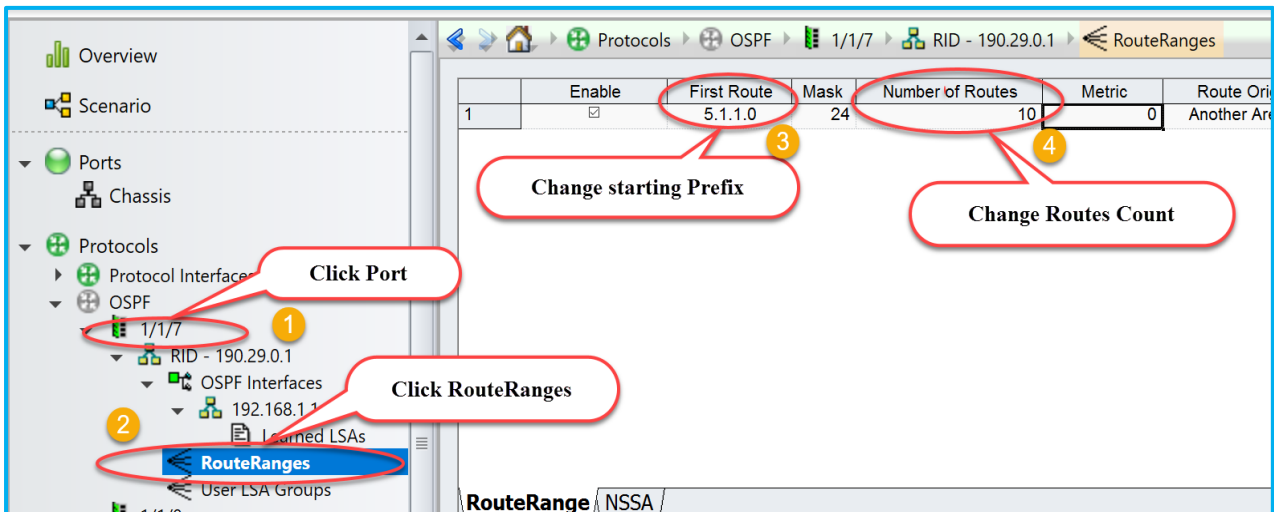 Overview
Scenario
Ports
Chassis
Protocols
Protocol Interfaces
OSPF
1/1/7
RID - 190.29.0.1
OSPF Interfaces
192.168.1.1
Learned LSAs
RouteRanges
User LSA Groups
Click Port
1
Click RouteRanges
2
Protocols OSPF 1/1/7 RID - 190.29.0.1 RouteRanges
Enable First Route Mask Number of Routes Metric Route Ori
1 5.1.1.0 24 10 0 Another Are
3
4
Change starting Prefix
Change Routes Count
RouteRange NSSA